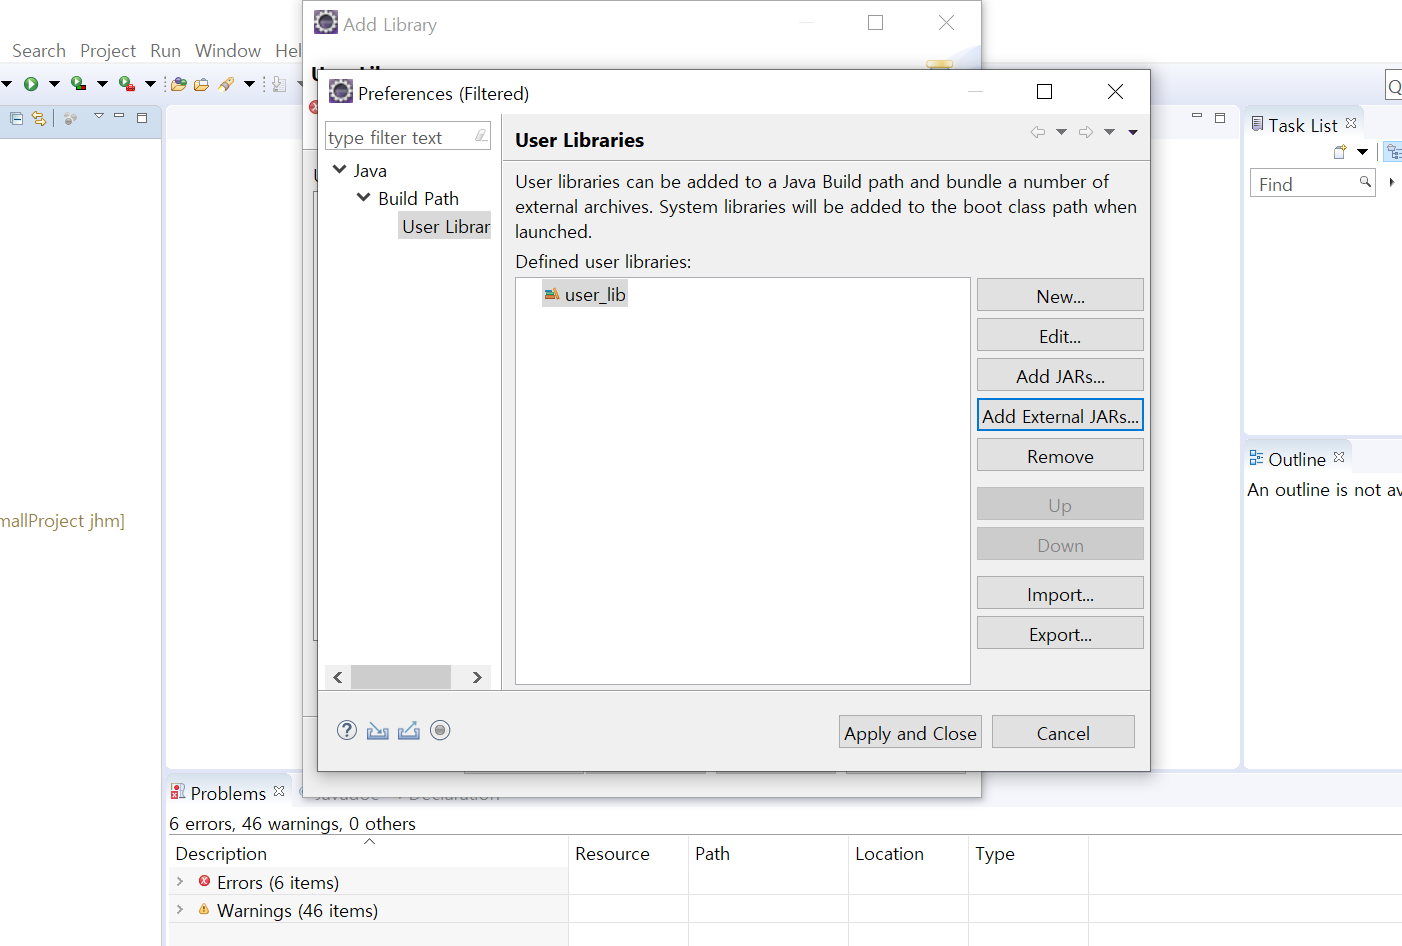 Add Library
Search Project Run Window Hel
Preferences (Filtered)
type filter text
Java
Build Path
User Librar
User Libraries
User libraries can be added to a Java Build path and bundle a number of
external archives. System libraries will be added to the boot class path when
launched.
Defined user libraries:
user_lib
New...
Edit...
Add JARs...
Add External JARs...
Remove
Up
Down
Import...
Export...
Apply and Close
Cancel
Task List
Find
Outline
An outline is not av
mallProject jhm]
Problems
6 errors, 46 warnings, 0 others
Description Resource Path Location Type
Errors (6 items)
Warnings (46 items)